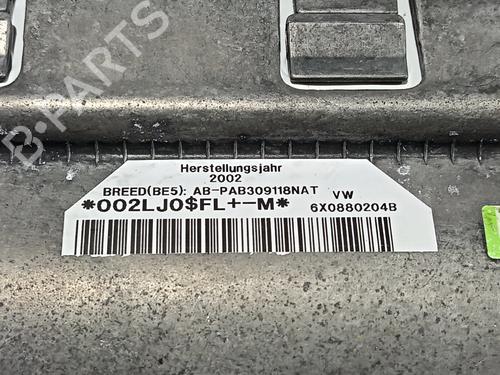 B-PARTS
Herstellungsjahr
2002
BREED(BE5): AB-PAB309118NAT VW
*002LJ0$FL+-M* 6X0880204B